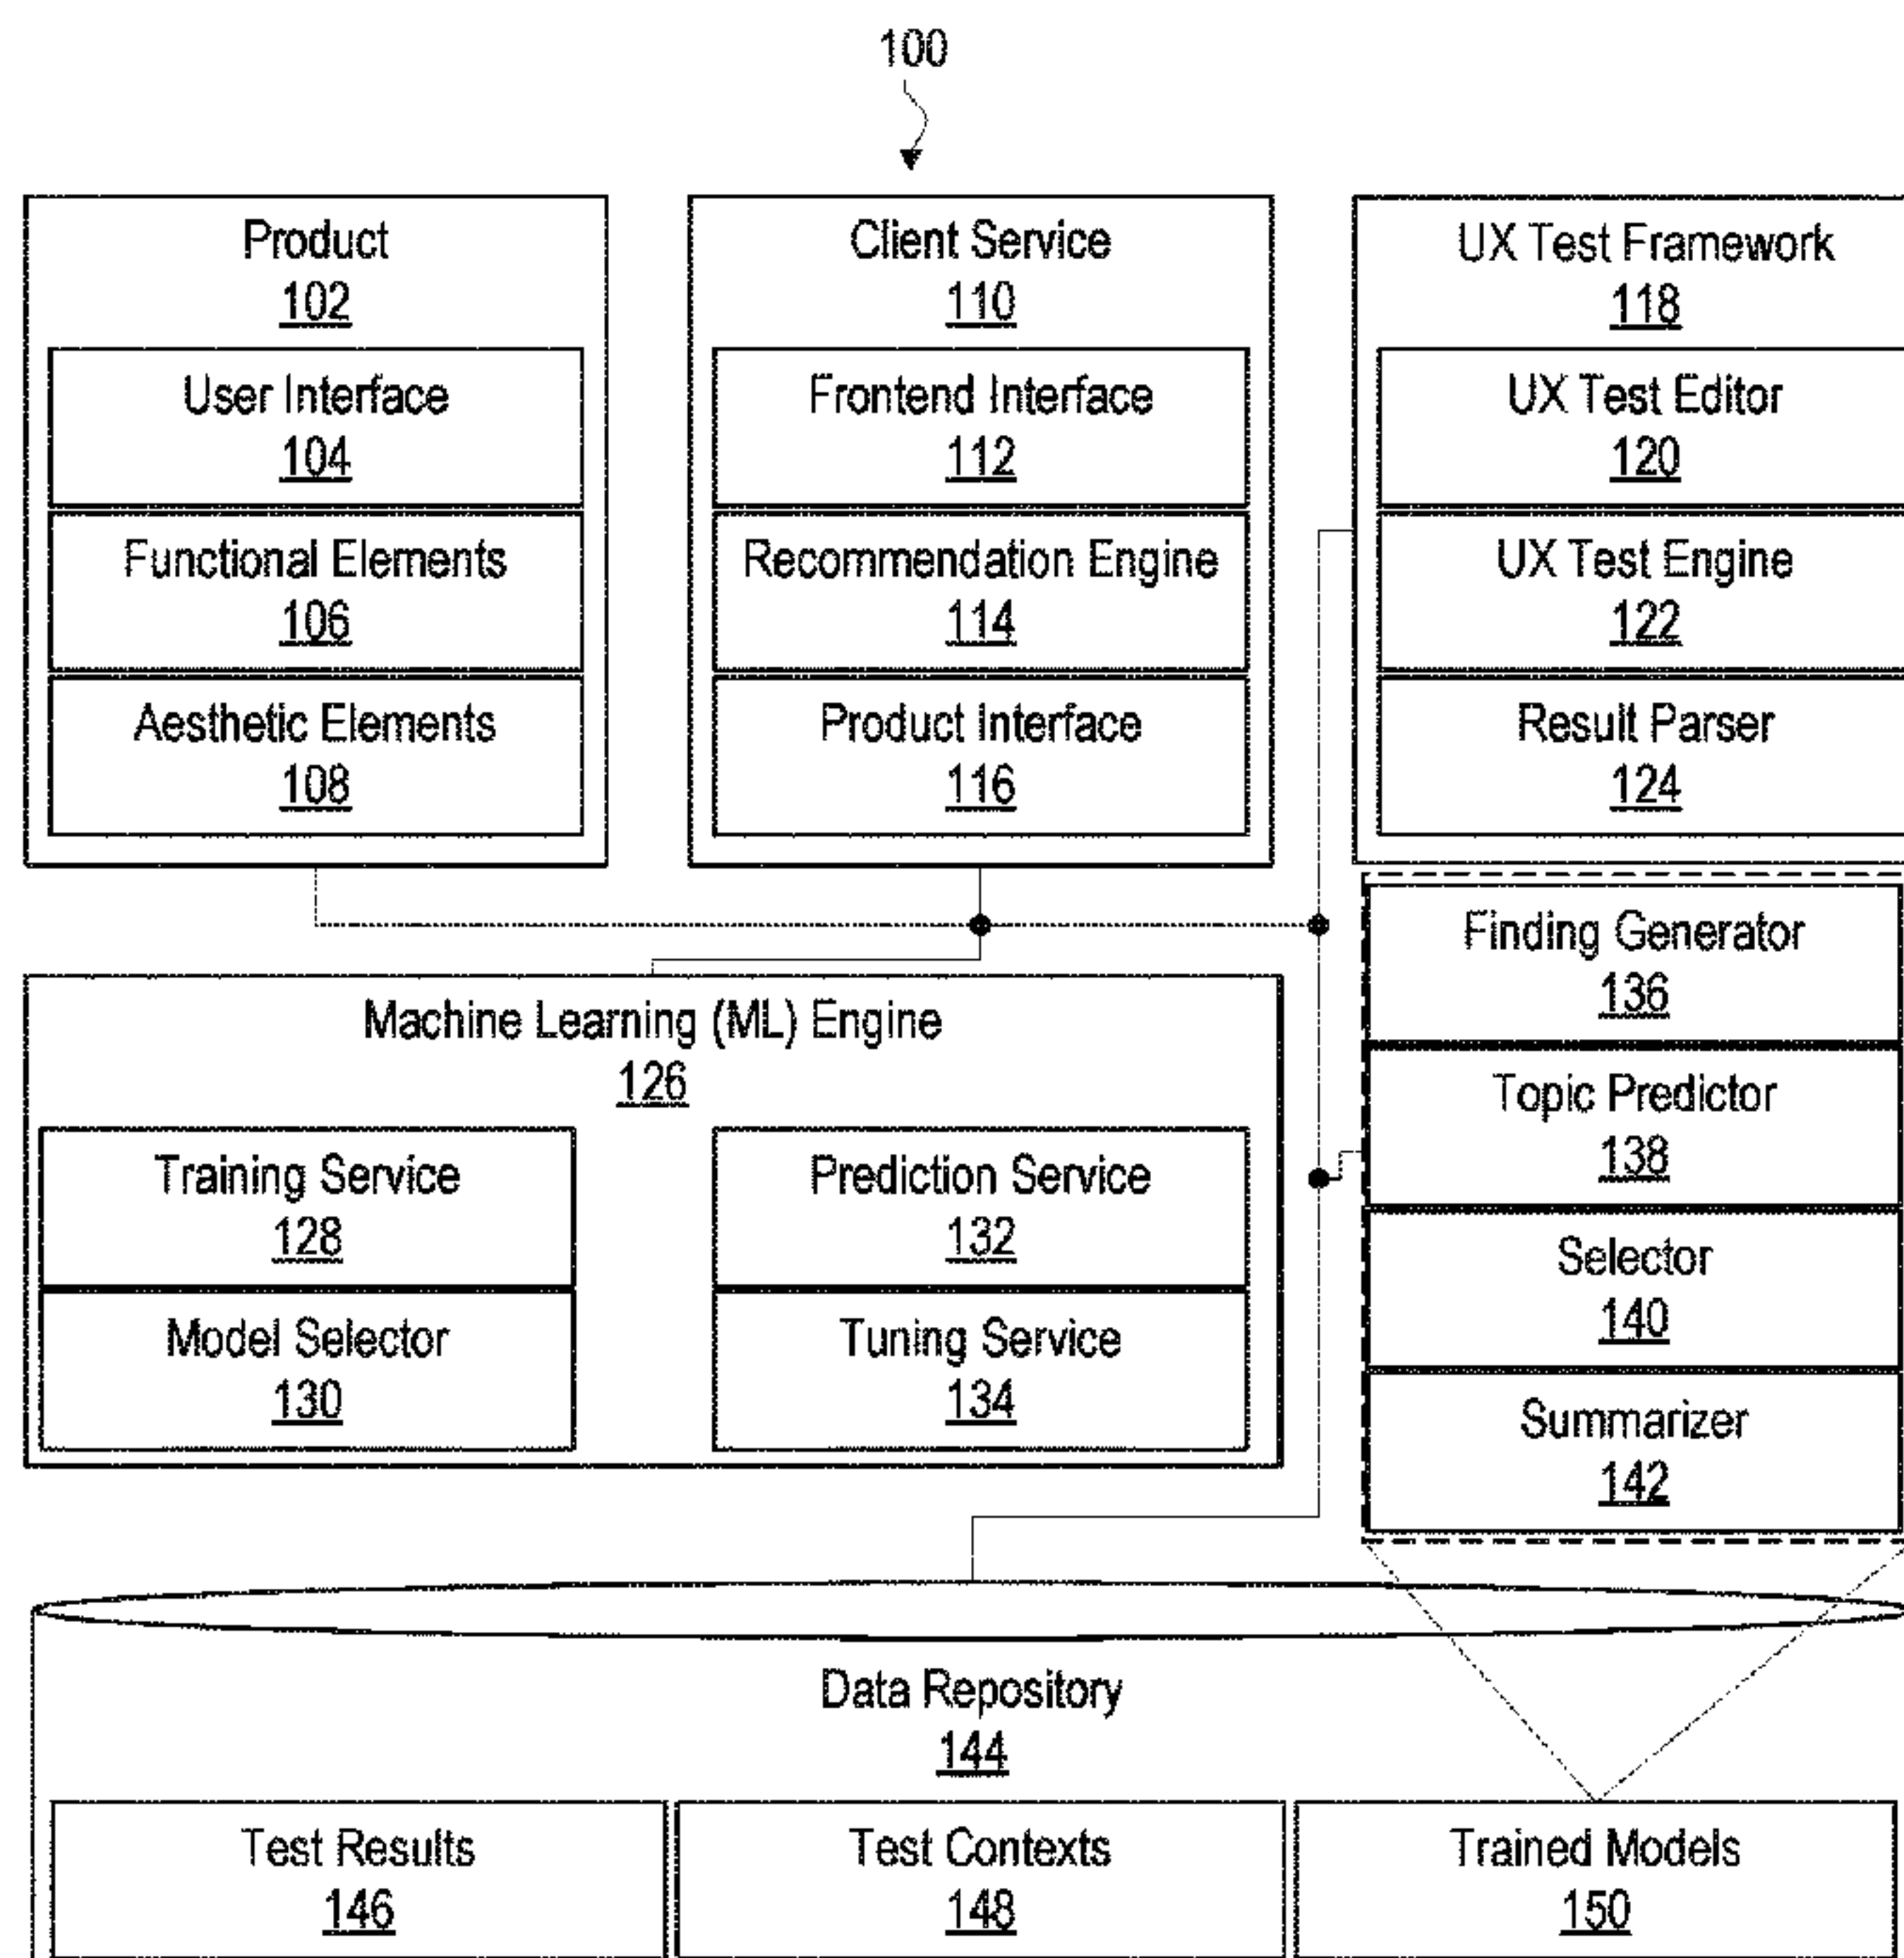 100
Product
102
User Interface
104
Functional Elements
106
Aesthetic Elements
108
Client Service
110
Frontend Interface
112
Recommendation Engine
114
Product Interface
116
UX Test Framework
118
UX Test Editor
120
UX Test Engine
122
Result Parser
124
Machine Learning (ML) Engine
126
Training Service
128
Model Selector
130
Prediction Service
132
Tuning Service
134
Finding Generator
136
Topic Predictor
138
Selector
140
Summarizer
142
Data Repository
144
Test Results
146
Test Contexts
148
Trained Models
150